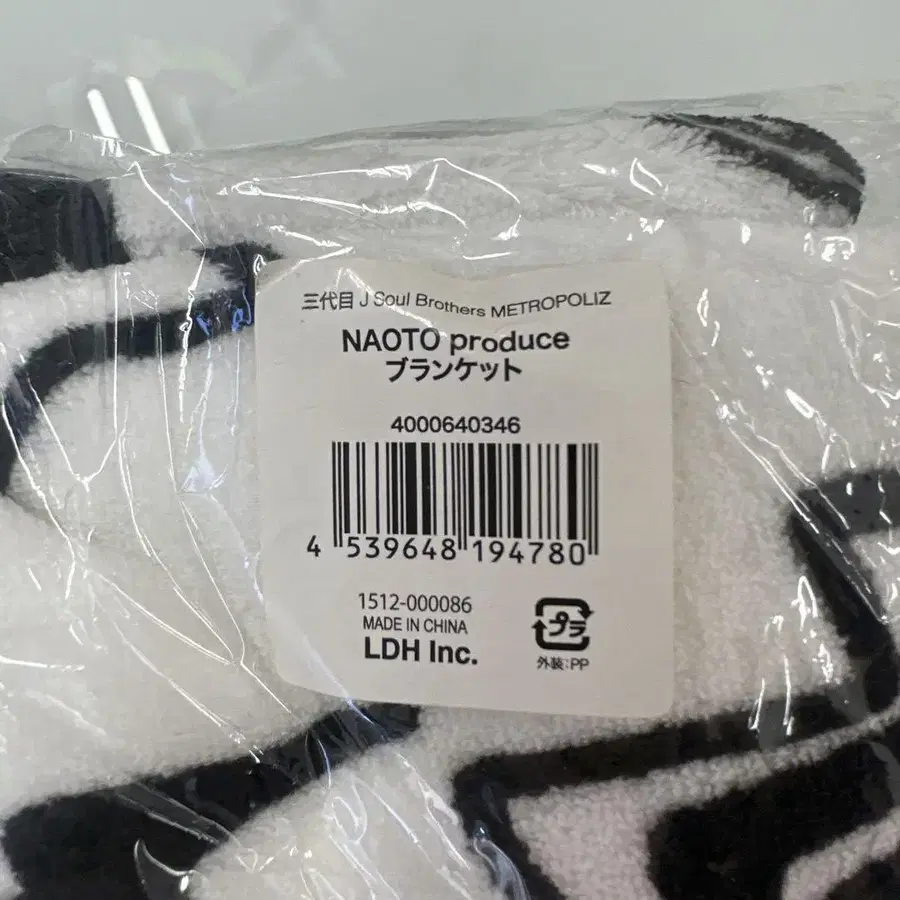 三代目 J Soul Brothers METROPOLIZ
NAOTO produce
ブランケット
4000640346
4 539648 194780
1512-000086
MADE IN CHINA
LDH Inc.
プラ
外装:PP